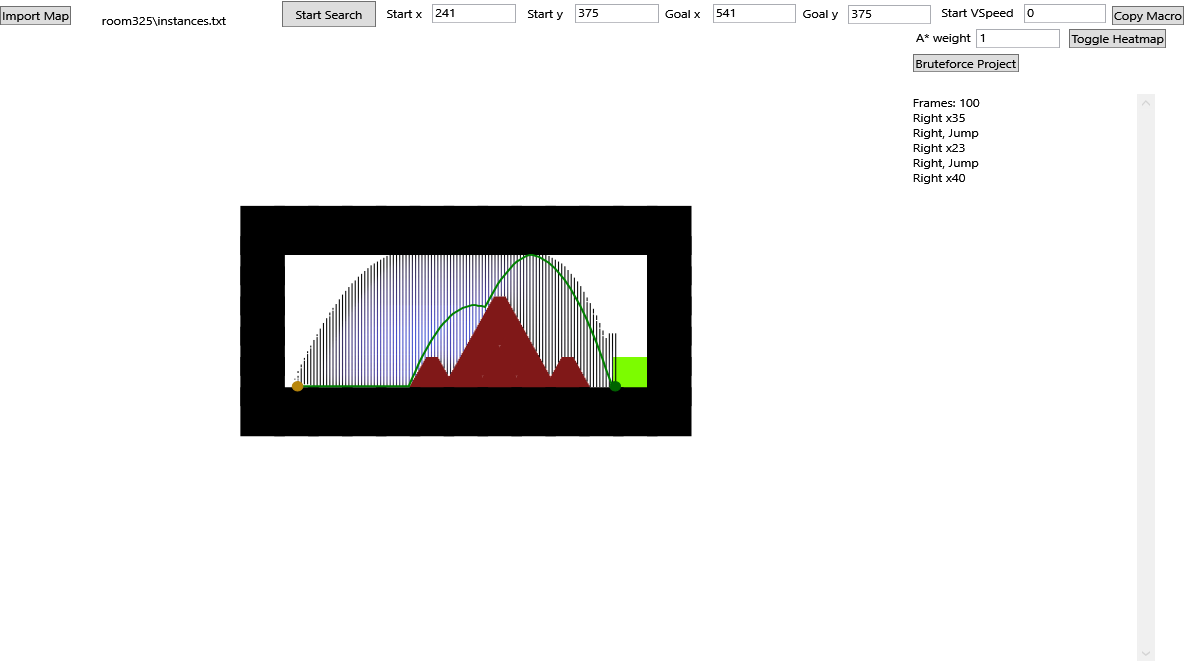 Import Map
room325\instances.txt
Start Search
Start x 241
Start y 375
Goal x 541
Goal y 375
Start VSpeed 0
Copy Macro
A* weight 1
Toggle Heatmap
Bruteforce Project
Frames: 100
Right x35
Right, Jump
Right x23
Right, Jump
Right x40